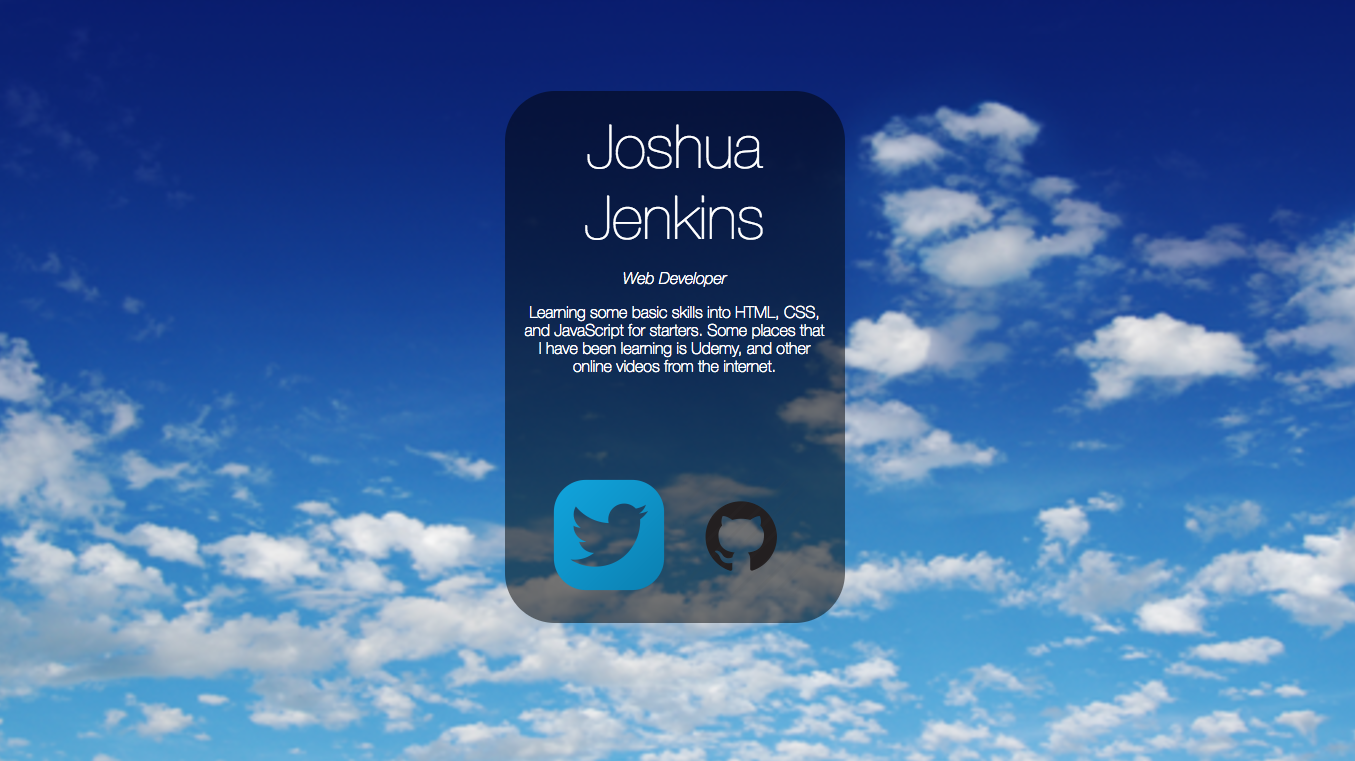 Joshua
Jenkins
Web Developer
Learning some basic skills into HTML, CSS,
and JavaScript for starters. Some places that
I have been learning is Udemy, and other
online videos from the internet.